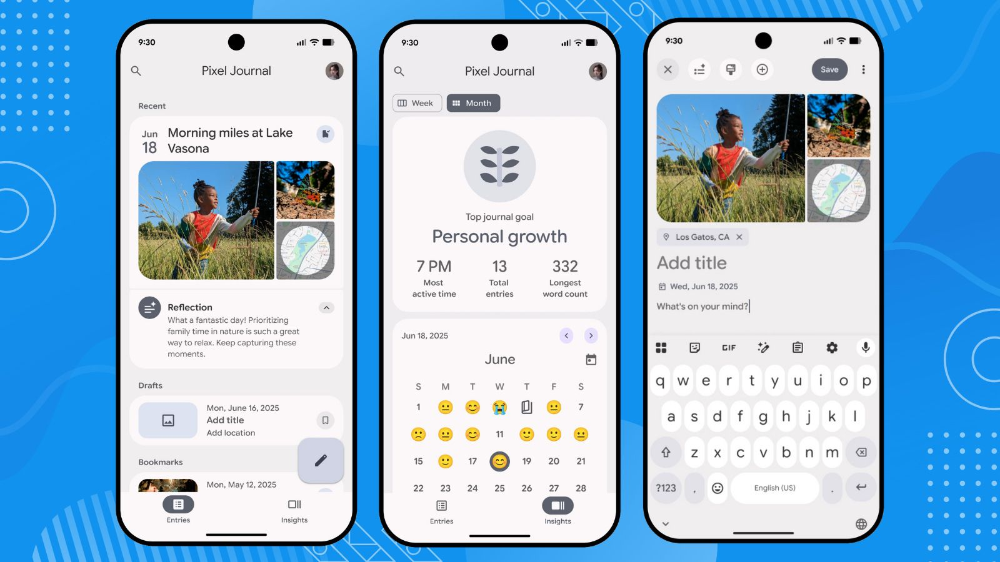 9:30
Pixel Journal
Recent
Jun
18
Morning miles at Lake
Vasona
Reflection
What a fantastic day! Prioritizing
family time in nature is such a great
way to relax. Keep capturing these
moments.
Drafts
Mon, June 16, 2025
Add title
Add location
Bookmarks
Mon, May 12, 2025
Entries
Insights
9:30
Pixel Journal
Week
Month
Top journal goal
Personal growth
7 PM 13 332
Most Total Longest
active time entries word count
Jun 18, 2025
June
S M T W T F S
1 7
11
15 17 19 20 21
22 23 24 25 26 27 28
Entries
Insights
9:30
Save
Los Gatos, CA
Add title
Wed, Jun 18, 2025
What's on your mind?
GIF
q w e r t y u i o p
a s d f g h j k l
z x c v b n m
?123 , English (US) .